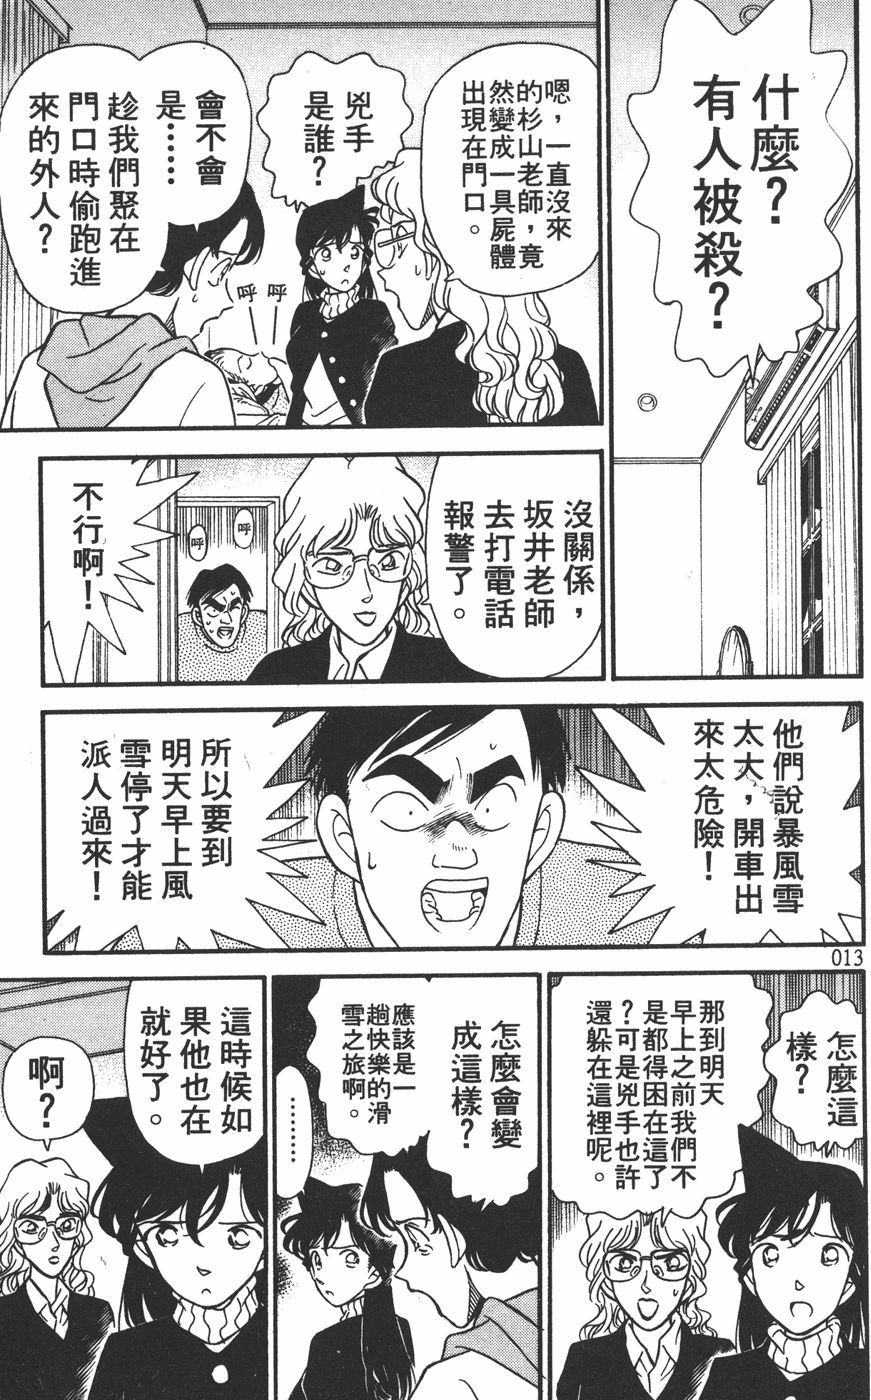 什麼？
有人被殺？
嗯，一直沒來
的杉山老師，竟
然變成一具屍體
出現在門口。
兇手
是誰？
會不會
是……
趁我們聚在
門口時偷跑進
來的外人？
呼
呼
沒關係，
坂井老師
去打電話
報警了。
呼
呼
不行啊！
他們說暴風雪
太大，開車出
來太危險！
所以要到
明天早上風
雪停了才能
派人過來！
013
怎麼這
樣？
那到明天
早上之前我們不
是都得困在這了
？可是兇手也許
還躲在這裡呢。
怎麼會變
成這樣？
應該是一
趟快樂的滑
雪之旅啊。
………
這時候如
果他也在
就好了。
啊？